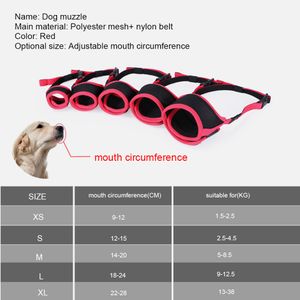 Name: Dog muzzle
Main material: Polyester mesh+ nylon belt
Color: Red
Optional size: Adjustable mouth circumference
mouth circumference
SIZE mouth circumference(CM) suitable for(KG)
XS 9-12 1.5-2.5
S 12-15 2.5-4.5
M 14-20 5-8.5
L 18-24 9-12.5
XL 22-28 13-38